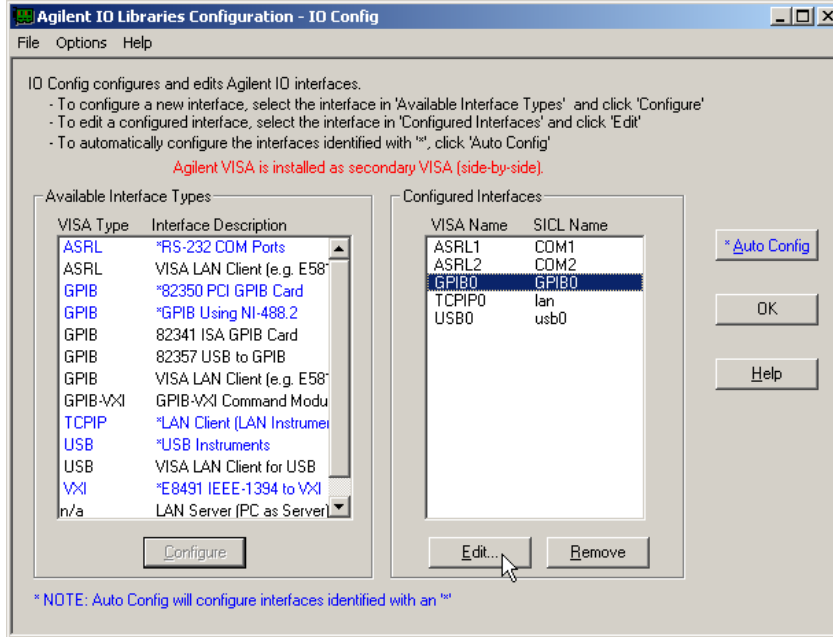 Agilent IO Libraries Configuration - IO Config
File Options Help
IO Config configures and edits Agilent IO interfaces.
- To configure a new interface, select the interface in 'Available Interface Types' and click 'Configure'
- To edit a configured interface, select the interface in 'Configured Interfaces' and click 'Edit'
- To automatically configure the interfaces identified with '*', click 'Auto Config'
Agilent VISA is installed as secondary VISA (side-by-side).
Available Interface Types
VISA Type Interface Description
ASRL *RS-232 COM Ports
ASRL VISA LAN Client (e.g. E581
GPIB *82350 PCI GPIB Card
GPIB *GPIB Using NI-488.2
GPIB 82341 ISA GPIB Card
GPIB 82357 USB to GPIB
GPIB VISA LAN Client (e.g. E581
GPIB-VXI GPIB-VXI Command Modu
TCPIP *LAN Client (LAN Instrumen
USB *USB Instruments
USB VISA LAN Client for USB
VXI *E8491 IEEE-1394 to VXI
n/a LAN Server (PC as Server)
Configure
Configured Interfaces
VISA Name SICL Name
ASRL1 COM1
ASRL2 COM2
GPIB0 GPIB0
TCPIP0 lan
USB0 usb0
Edit... Remove
* Auto Config
OK
Help
* NOTE: Auto Config will configure interfaces identified with an '*'